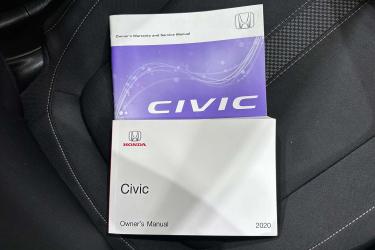 Owner's Warranty and Service Manual
CIVIC
HONDA
Civic
Owner's Manual 2020